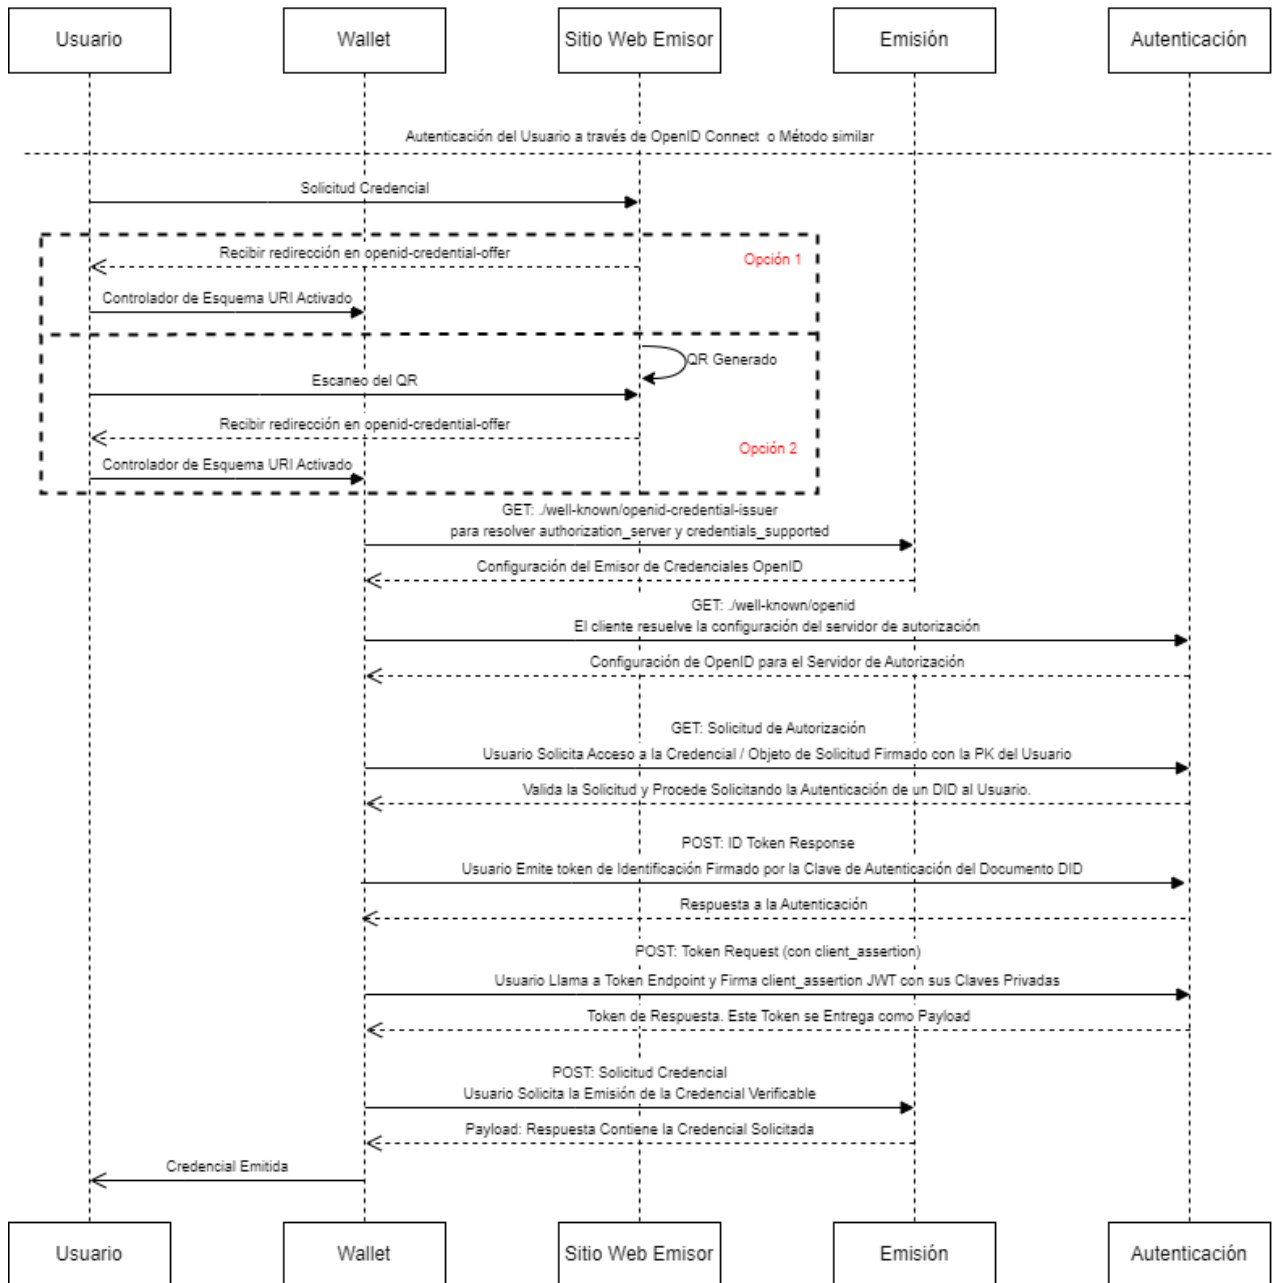 Usuario
Wallet
Sitio Web Emisor
Emisión
Autenticación
Autenticación del Usuario a través de OpenID Connect o Método similar
Solicitud Credencial
Recibir redirección en openid-credential-offer
Opción 1
Controlador de Esquema URI Activado
QR Generado
Escaneo del QR
Recibir redirección en openid-credential-offer
Opción 2
Controlador de Esquema URI Activado
GET: ./well-known/openid-credential-issuer
para resolver authorization_server y credentials_supported
Configuración del Emisor de Credenciales OpenID
GET: ./well-known/openid
El cliente resuelve la configuración del servidor de autorización
Configuración de OpenID para el Servidor de Autorización
GET: Solicitud de Autorización
Usuario Solicita Acceso a la Credencial / Objeto de Solicitud Firmado con la PK del Usuario
Valida la Solicitud y Procede Solicitando la Autenticación de un DID al Usuario.
POST: ID Token Response
Usuario Emite token de Identificación Firmado por la Clave de Autenticación del Documento DID
Respuesta a la Autenticación
POST: Token Request (con client_assertion)
Usuario Llama a Token Endpoint y Firma client_assertion JWT con sus Claves Privadas
Token de Respuesta. Este Token se Entrega como Payload
POST: Solicitud Credencial
Usuario Solicita la Emisión de la Credencial Verificable
Payload: Respuesta Contiene la Credencial Solicitada
Credencial Emitida
Usuario
Wallet
Sitio Web Emisor
Emisión
Autenticación